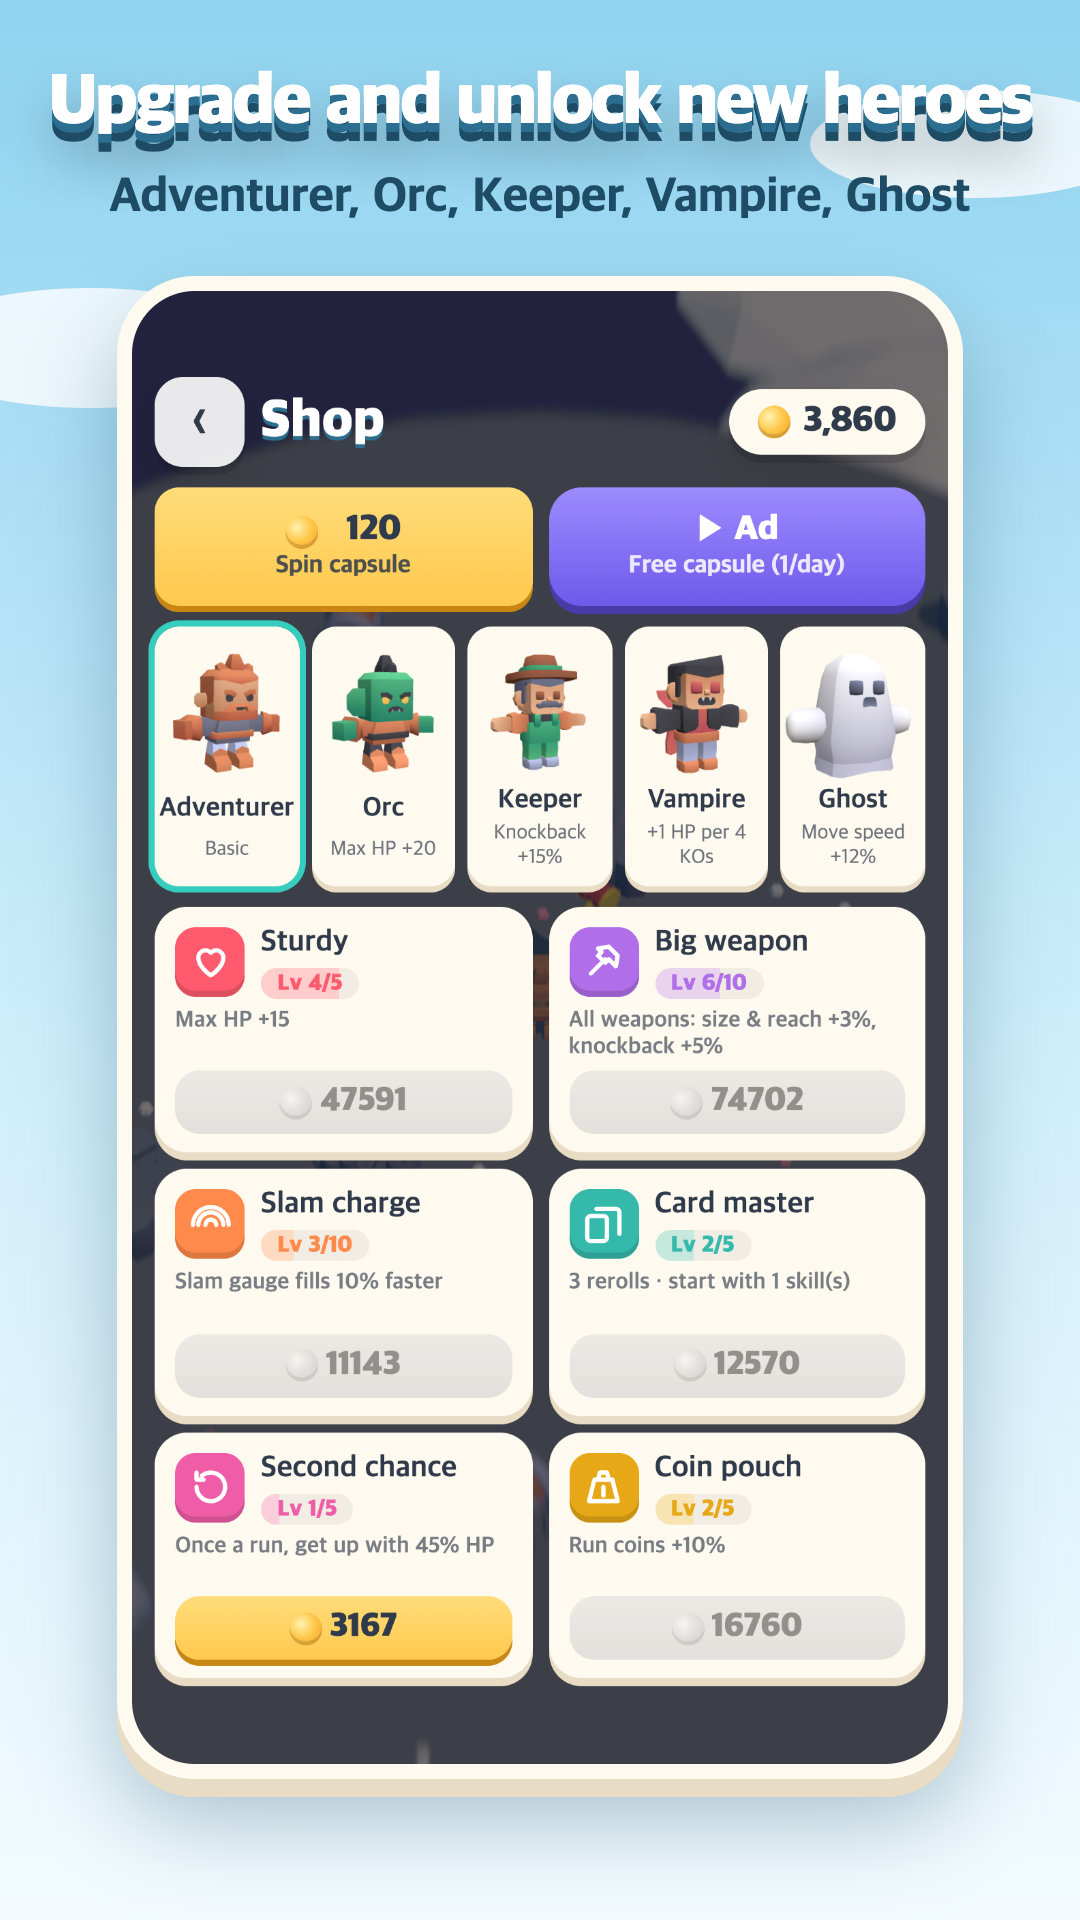 Upgrade and unlock new heroes
Adventurer, Orc, Keeper, Vampire, Ghost
Shop
3,860
120
Spin capsule
Ad
Free capsule (1/day)
Adventurer
Basic
Orc
Max HP +20
Keeper
Knockback
+15%
Vampire
+1 HP per 4
KOs
Ghost
Move speed
+12%
Sturdy
Lv 4/5
Max HP +15
47591
Big weapon
Lv 6/10
All weapons: size & reach +3%,
knockback +5%
74702
Slam charge
Lv 3/10
Slam gauge fills 10% faster
11143
Card master
Lv 2/5
3 rerolls · start with 1 skill(s)
12570
Second chance
Lv 1/5
Once a run, get up with 45% HP
3167
Coin pouch
Lv 2/5
Run coins +10%
16760